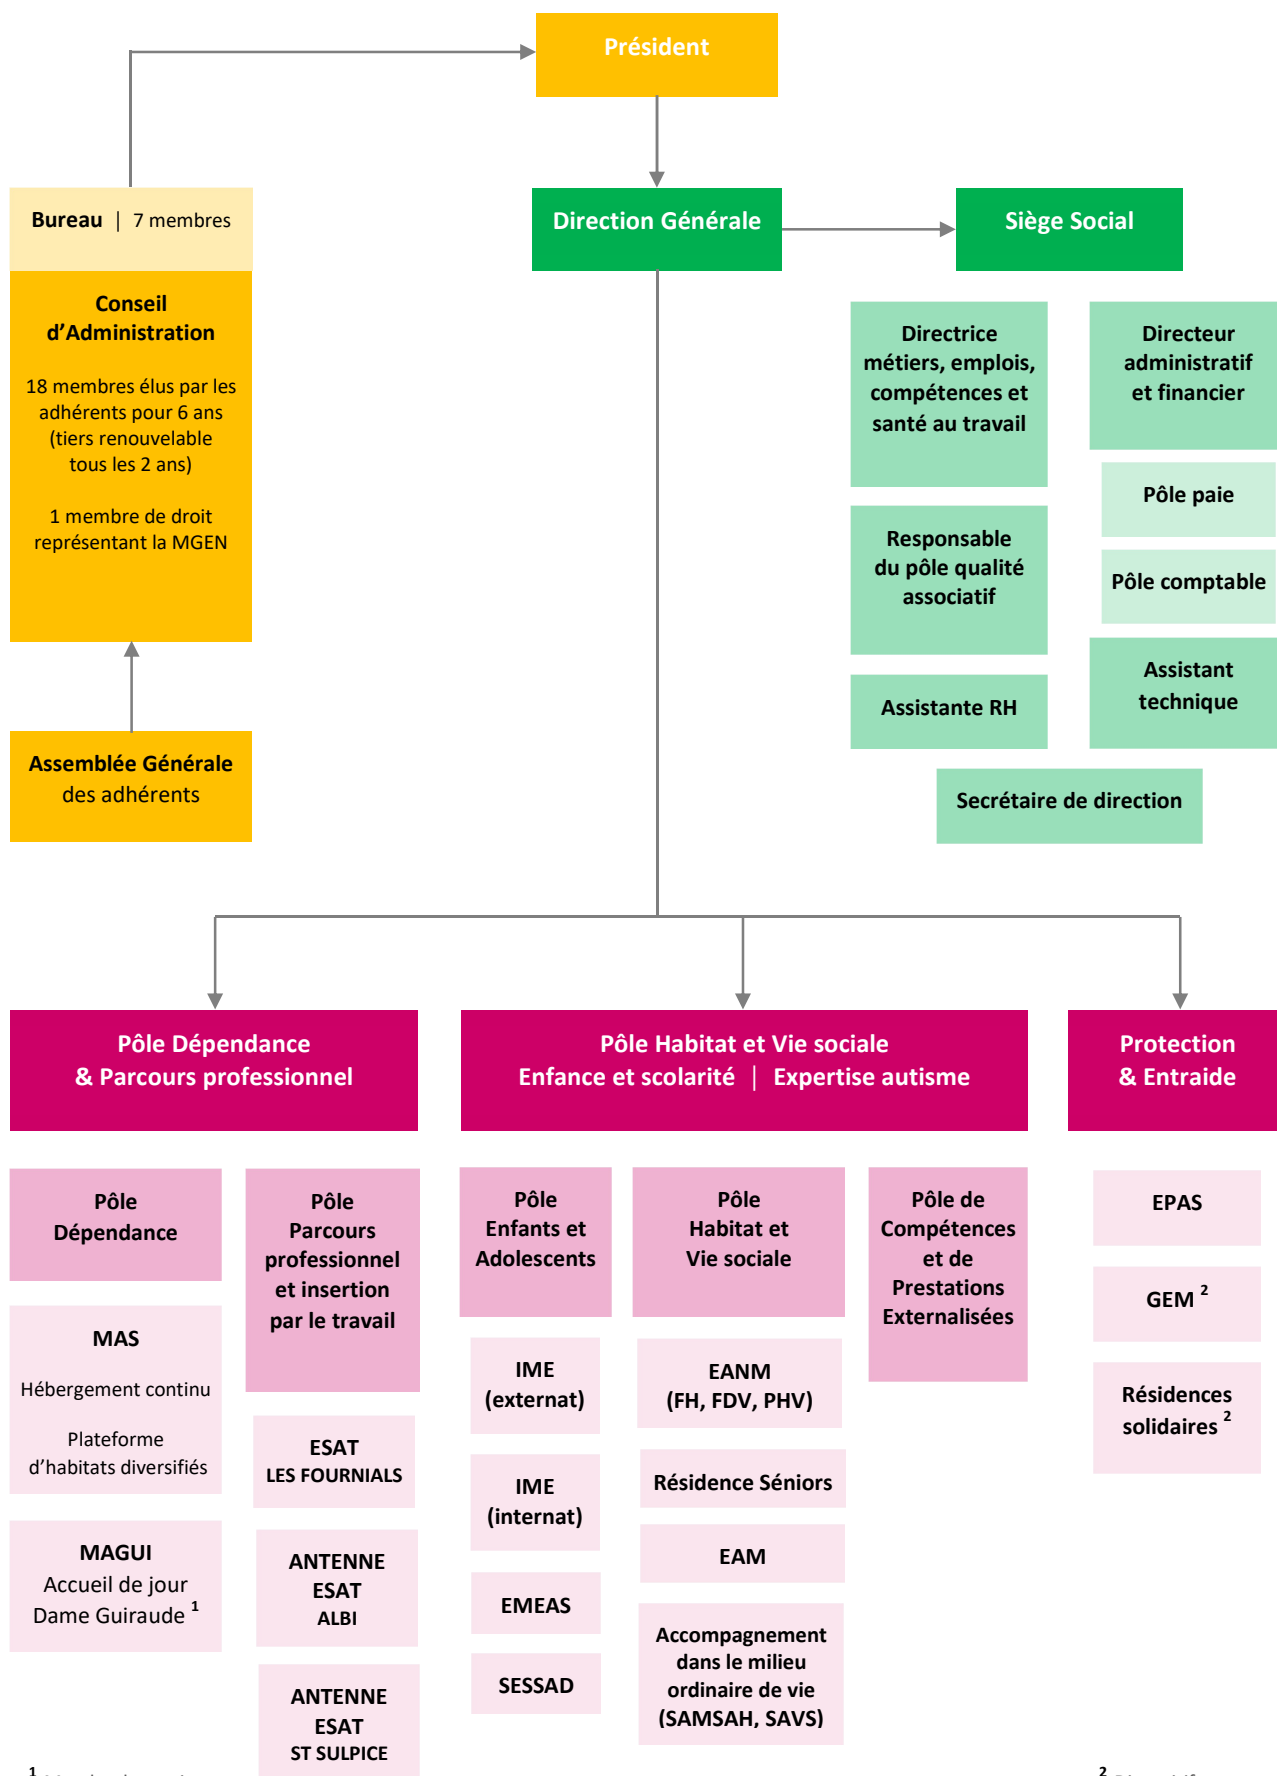 Président
Bureau | 7 membres
Direction Générale
Siège Social
Conseil
d'Administration
18 membres élus par les
adhérents pour 6 ans
(tiers renouvelable
tous les 2 ans)
1 membre de droit
représentant la MGEN
Assemblée Générale
des adhérents
Directrice
métiers, emplois,
compétences et
santé au travail
Responsable
du pôle qualité
associatif
Assistante RH
Directeur
administratif
et financier
Pôle paie
Pôle comptable
Assistant
technique
Secrétaire de direction
Pôle Dépendance
& Parcours professionnel
Pôle Habitat et Vie sociale
Enfance et scolarité | Expertise autisme
Protection
& Entraide
Pôle
Dépendance
MAS
Hébergement continu
Plateforme
d'habitats diversifiés
MAGUI
Accueil de jour
Dame Guiraude 1
Pôle
Parcours
professionnel
et insertion
par le travail
ESAT
LES FOURNIALS
ANTENNE
ESAT
ALBI
ANTENNE
ESAT
ST SULPICE
Pôle
Enfants et
Adolescents
IME
(externat)
IME
(internat)
EMEAS
SESSAD
Pôle
Habitat et
Vie sociale
EANM
(FH, FDV, PHV)
Résidence Séniors
EAM
Accompagnement
dans le milieu
ordinaire de vie
(SAMSAH, SAVS)
Pôle de
Compétences
et de
Prestations
Externalisées
EPAS
GEM 2
Résidences
solidaires 2
1
2